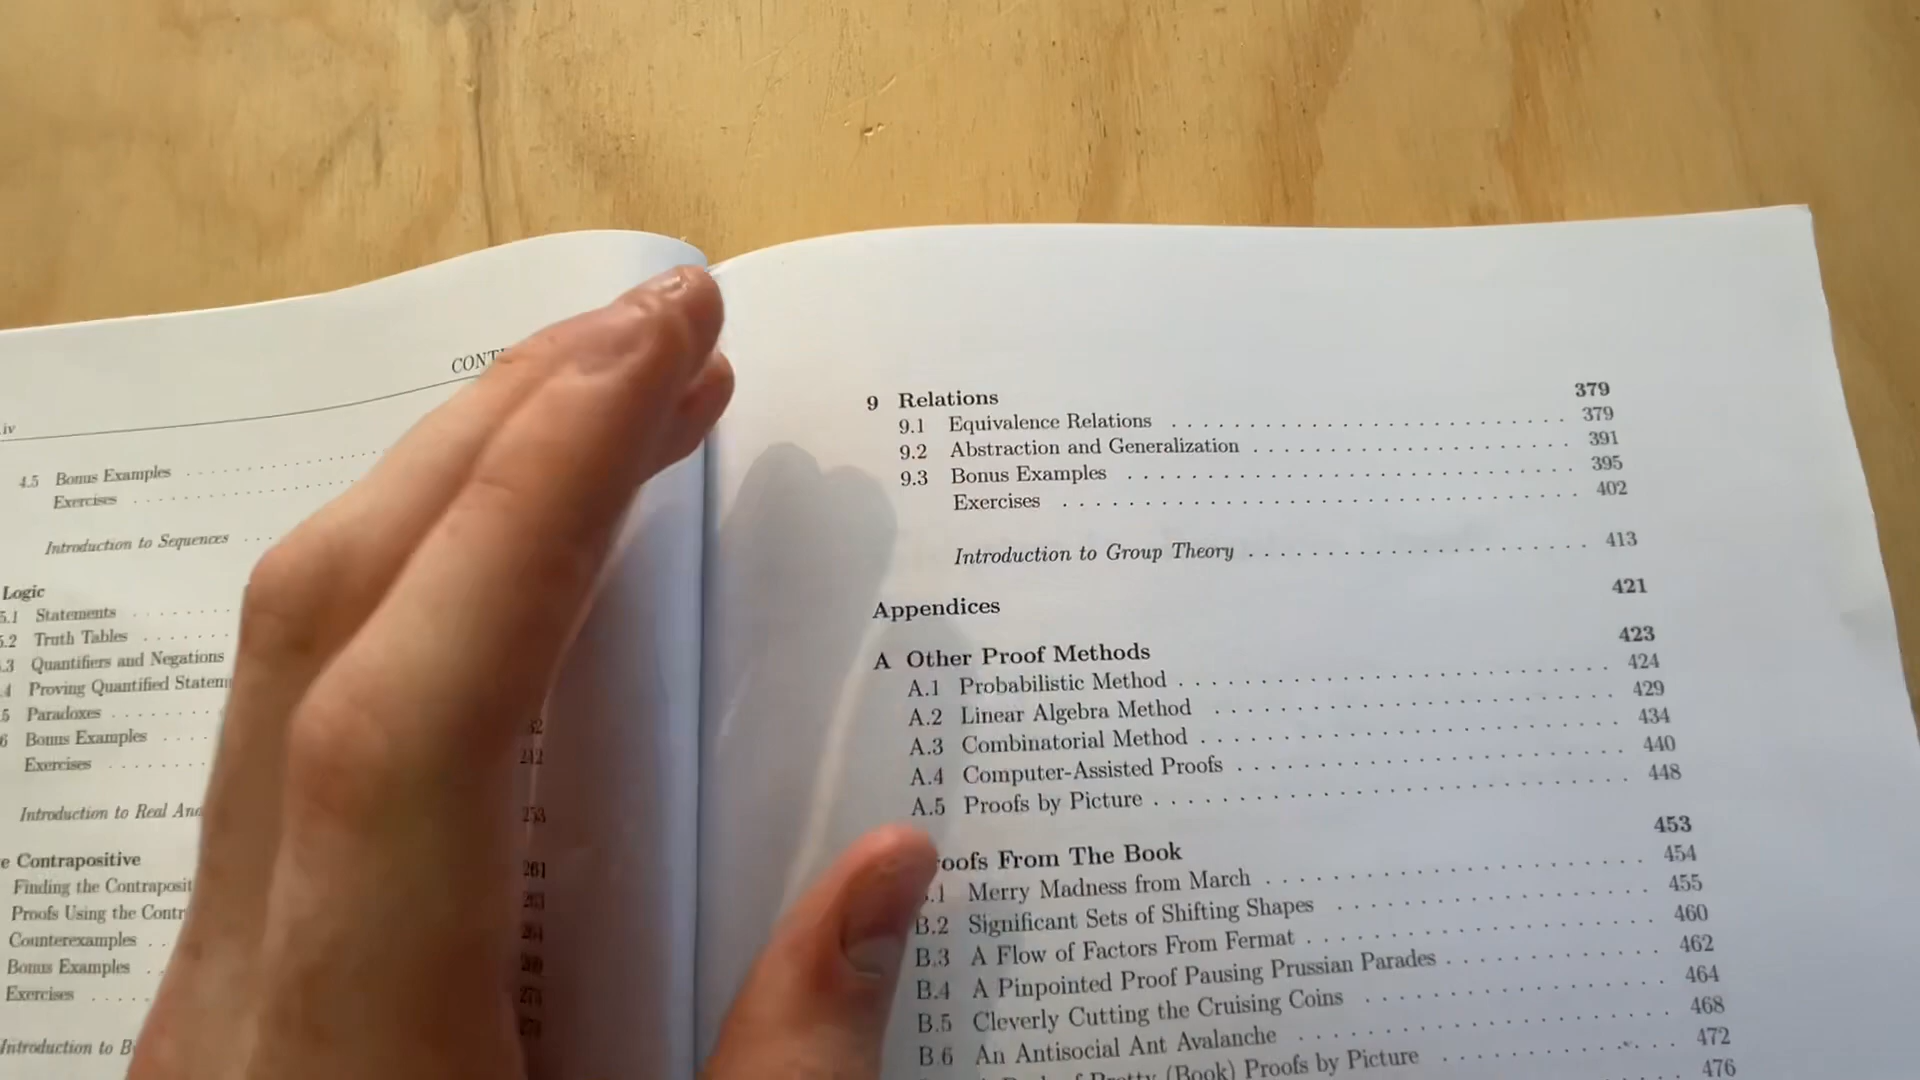 iv
4.5 Bonus Examples
Exercises
Introduction to Sequences
Logic
5.1 Statements
5.2 Truth Tables
.3 Quantifiers and Negations
4 Proving Quantified
5 Paradoxes
6 Bonus Examples
Exercises
242
Introduction to Real
253
Contrapositive 261
Finding the 263
Proofs Using the 264
Counterexamples
Bonus Examples
Exercises
Introduction to
9 Relations 379
9.1 Equivalence Relations 379
9.2 Abstraction and Generalization 391
9.3 Bonus Examples 395
Exercises 402
Introduction to Group Theory 413
Appendices 421
A Other Proof Methods 423
A.1 Probabilistic Method 424
A.2 Linear Algebra Method 429
A.3 Combinatorial Method 434
A.4 Computer-Assisted Proofs 440
A.5 Proofs by Picture 448
From The Book 453
.1 Merry Madness from March 454
B.2 Significant Sets of Shifting Shapes 455
B.3 A Flow of Factors From Fermat 460
B.4 A Pinpointed Proof Pausing Prussian Parades 462
B.5 Cleverly Cutting the Cruising Coins 464
B.6 An Antisocial Ant Avalanche 468
(Book) Proofs by Picture 472
476